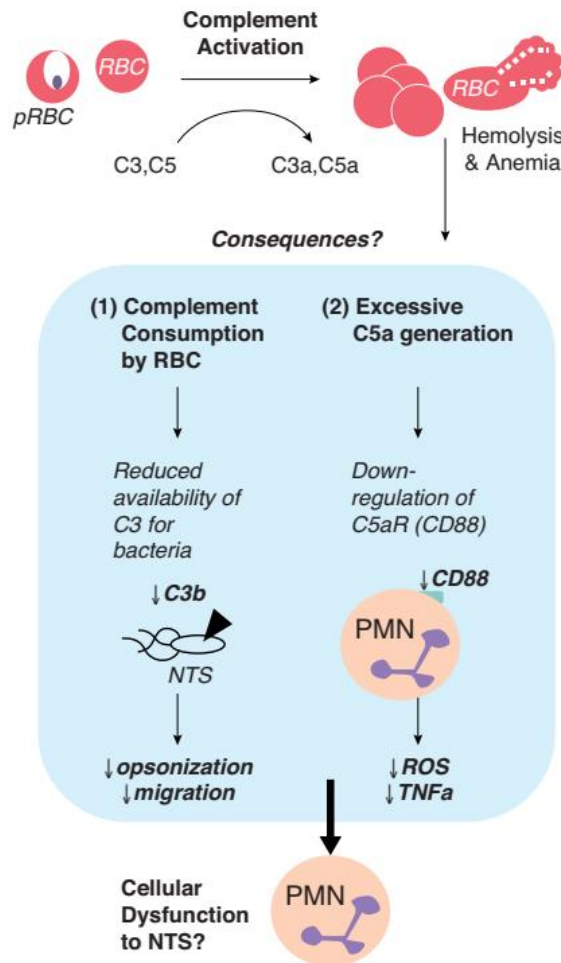 Complement
Activation
RBC
pRBC
RBC
Hemolysis
& Anemia
C3,C5
C3a,C5a
Consequences?
(1) Complement
Consumption
by RBC
(2) Excessive
C5a generation
Reduced
availability of
C3 for
bacteria
Down-
regulation of
C5aR (CD88)
↓C3b
NTS
↓CD88
PMN
↓opsonization
↓migration
↓ROS
↓TNFa
Cellular
Dysfunction
to NTS?
PMN